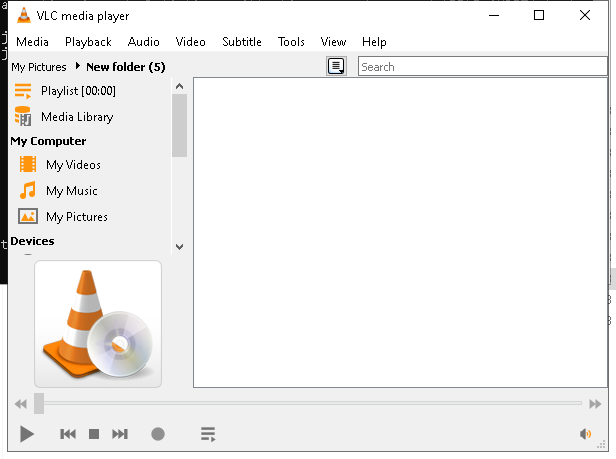 VLC media player
Media Playback Audio Video Subtitle Tools View Help
My Pictures New folder (5) Search
Playlist [00:00]
Media Library
My Computer
My Videos
My Music
My Pictures
Devices